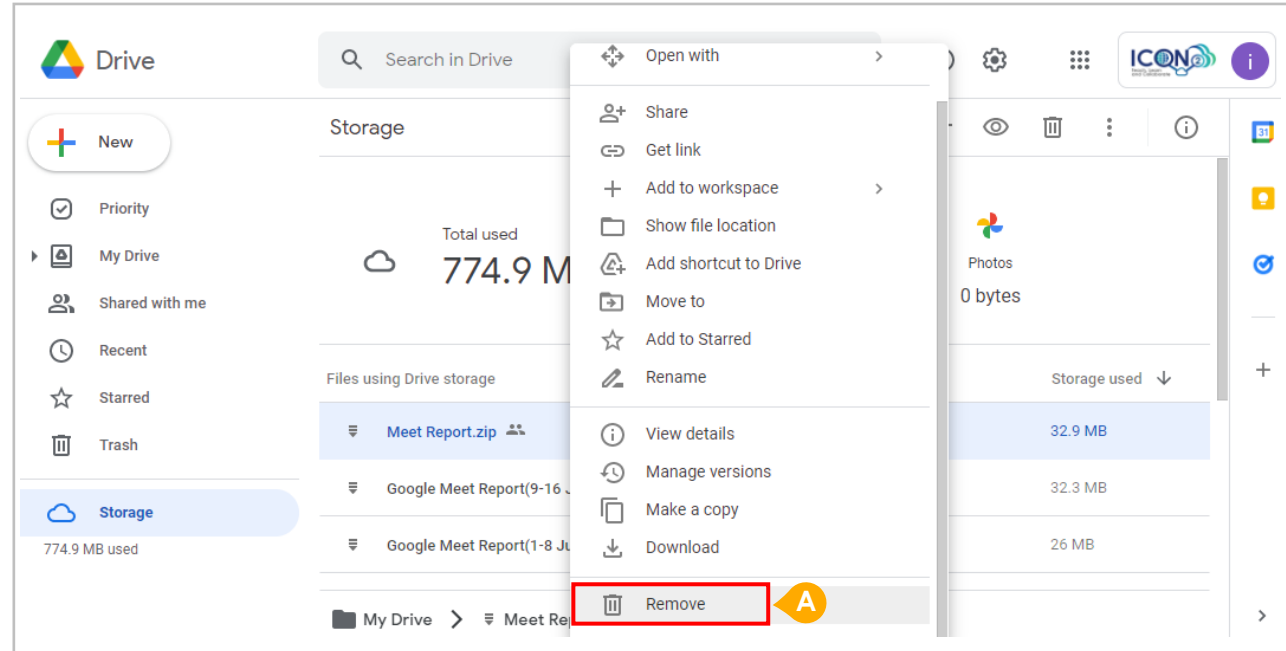 Drive
Search in Drive
ICON
i
New
Priority
My Drive
Shared with me
Recent
Starred
Trash
Storage
774.9 MB used
Storage
Total used
774.9 M
Photos
0 bytes
Files using Drive storage
Storage used
Meet Report.zip
32.9 MB
Google Meet Report(9-16 J
32.3 MB
Google Meet Report(1-8 Ju
26 MB
My Drive
Meet Re
Open with
Share
Get link
Add to workspace
Show file location
Add shortcut to Drive
Move to
Add to Starred
Rename
View details
Manage versions
Make a copy
Download
Remove
A
31